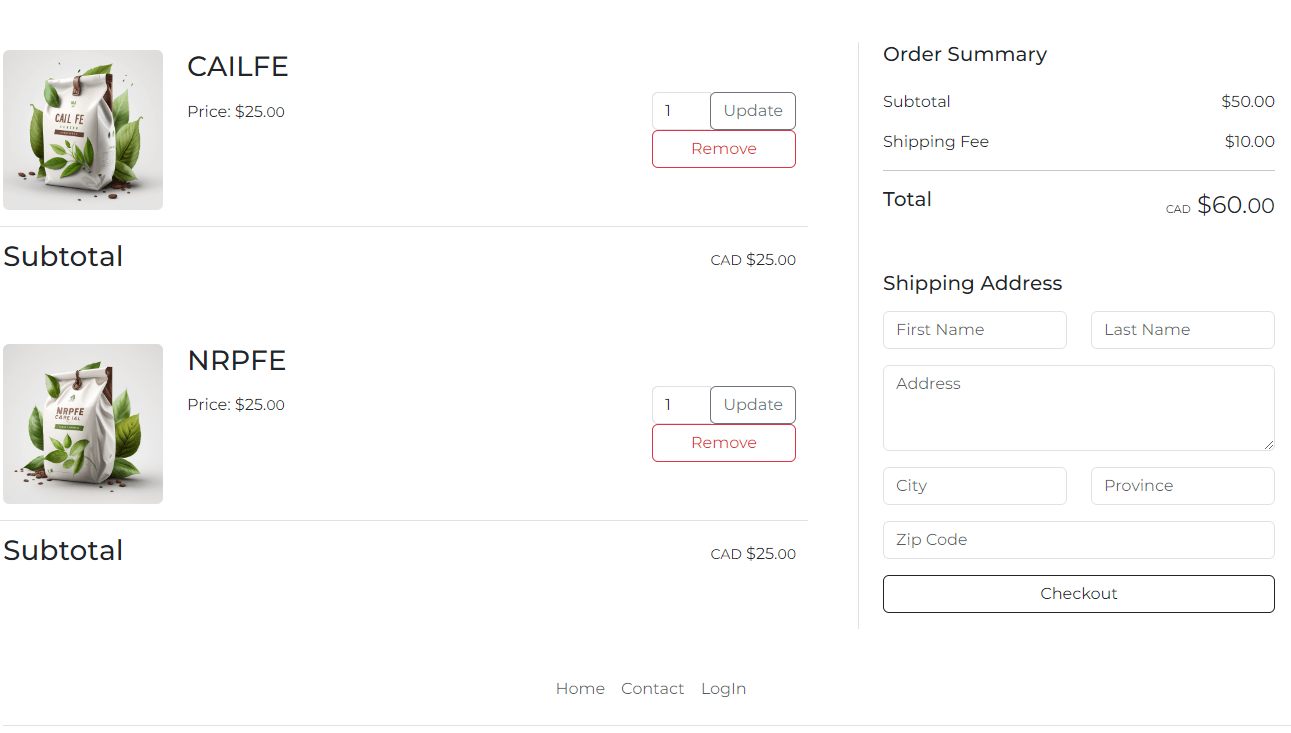 CAILFE
Price: $25.00
1
Update
Remove
CAIL FE
Subtotal
CAD $25.00
NRPFE
Price: $25.00
1
Update
Remove
NRPFE
Subtotal
CAD $25.00
Order Summary
Subtotal $50.00
Shipping Fee $10.00
Total CAD $60.00
Shipping Address
First Name
Last Name
Address
City
Province
Zip Code
Checkout
Home Contact LogIn